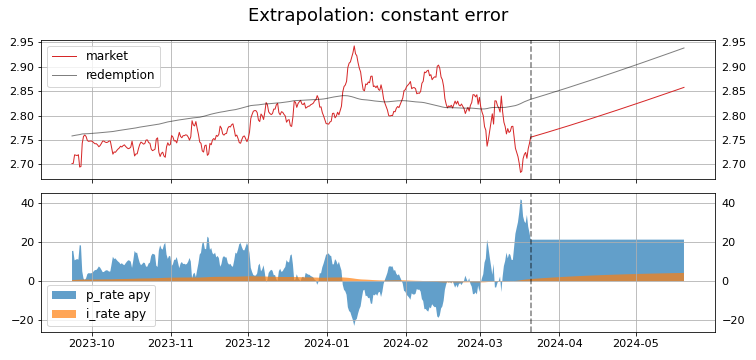 Extrapolation: constant error
2.95 2.95
market
redemption
2.90 2.90
2.85 2.85
2.80 2.80
2.75 2.75
2.70 2.70
40 40
20 20
0 0
p_rate apy
i_rate apy
−20 −20
2023-10 2023-11 2023-12 2024-01 2024-02 2024-03 2024-04 2024-05